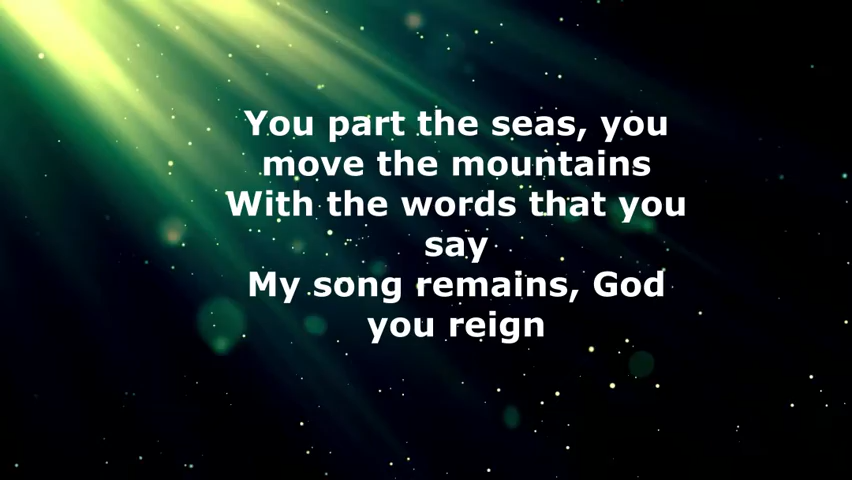 You part the seas, you
move the mountains
With the words that you
say
My song remains, God
you reign